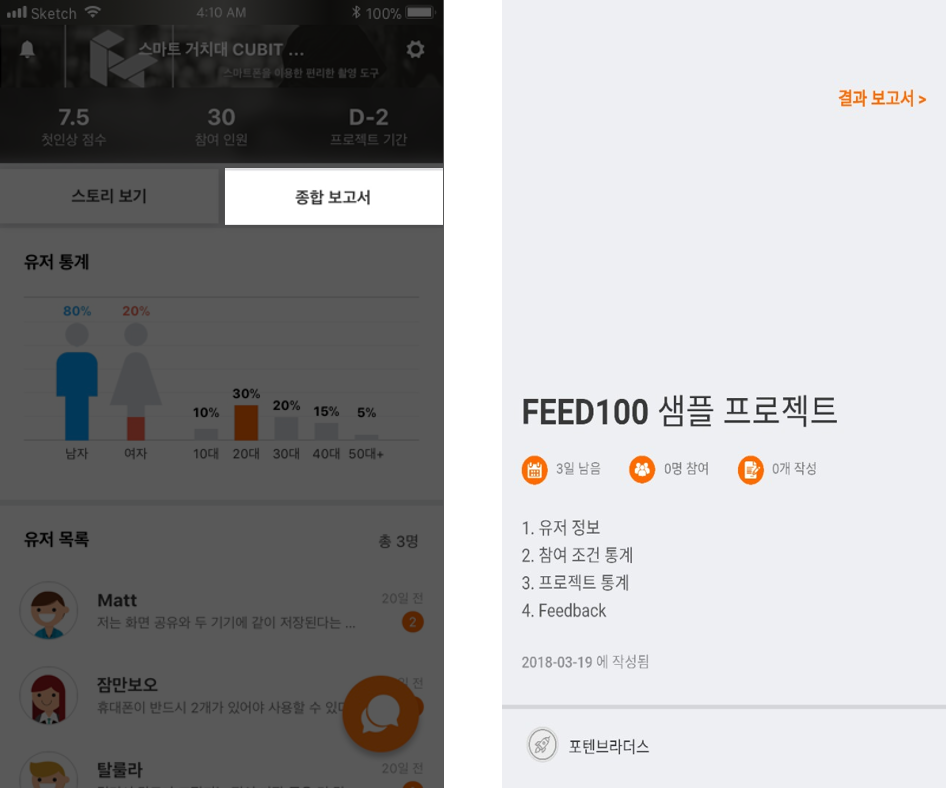 Sketch 4:10 AM 100%
스마트 거치대 CUBIT ...
스마트폰을 이용한 편리한 촬영 도구
7.5 30 D-2
첫인상 점수 참여 인원 프로젝트 기간
스토리 보기 종합 보고서
유저 통계
80% 20%
10% 30% 20% 15% 5%
남자 여자 10대 20대 30대 40대 50대+
유저 목록 총 3명
Matt 20일 전
저는 화면 공유와 두 기기에 같이 저장된다는 ... 2
잠만보오 일 전
휴대폰이 반드시 2개가 있어야 사용할 수 있다
탈룰라 20일 전
결과 보고서 >
FEED100 샘플 프로젝트
3일 남음 0명 참여 0개 작성
1. 유저 정보
2. 참여 조건 통계
3. 프로젝트 통계
4. Feedback
2018-03-19 에 작성됨
포텐브라더스